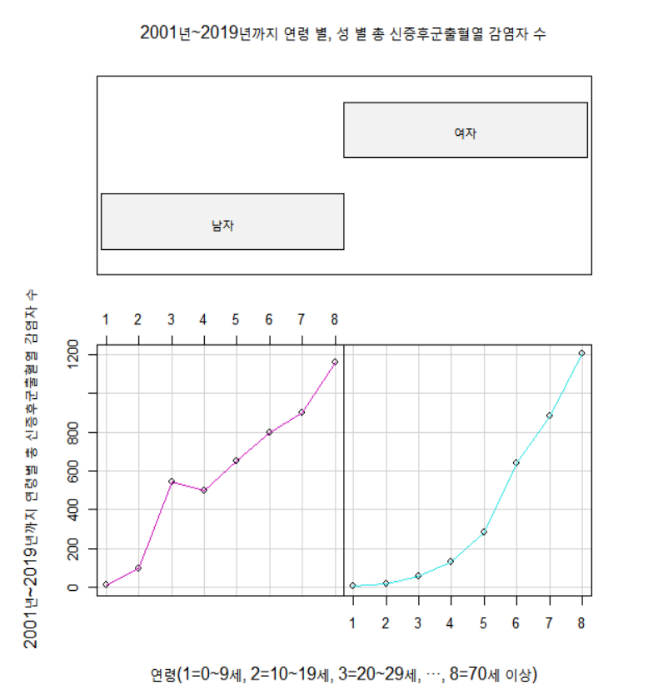 2001년~2019년까지 연령 별, 성 별 총 신증후군출혈열 감염자 수
여자
남자
2001년~2019년까지 연령별 총 신증후군출혈열 감염자 수
1 2 3 4 5 6 7 8
1200
800
600
400
200
0
1 2 3 4 5 6 7 8
연령(1=0~9세, 2=10~19세, 3=20~29세, ···, 8=70세 이상)